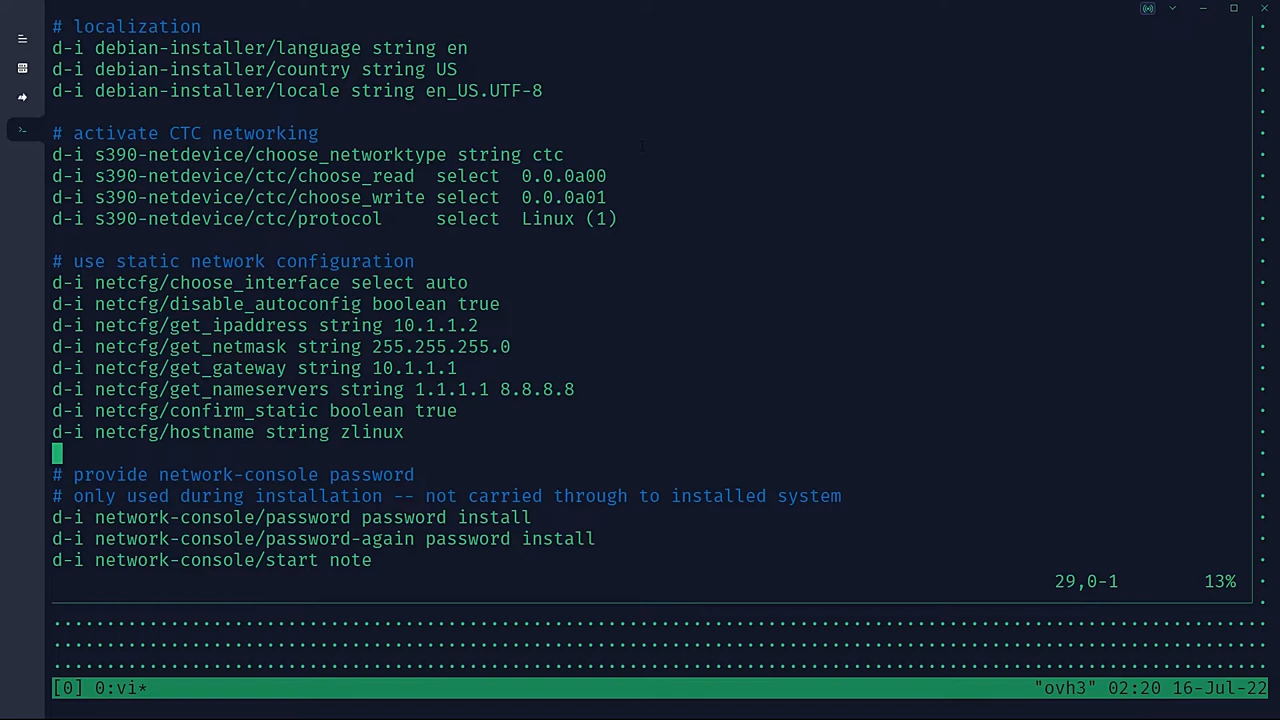 # localization
d-i debian-installer/language string en
d-i debian-installer/country string US
d-i debian-installer/locale string en_US.UTF-8
# activate CTC networking
d-i s390-netdevice/choose_networktype string ctc
d-i s390-netdevice/ctc/choose_read  select  0.0.0a00
d-i s390-netdevice/ctc/choose_write select  0.0.0a01
d-i s390-netdevice/ctc/protocol     select  Linux (1)
# use static network configuration
d-i netcfg/choose_interface select auto
d-i netcfg/disable_autoconfig boolean true
d-i netcfg/get_ipaddress string 10.1.1.2
d-i netcfg/get_netmask string 255.255.255.0
d-i netcfg/get_gateway string 10.1.1.1
d-i netcfg/get_nameservers string 1.1.1.1 8.8.8.8
d-i netcfg/confirm_static boolean true
d-i netcfg/hostname string zlinux
# provide network-console password
# only used during installation -- not carried through to installed system
d-i network-console/password password install
d-i network-console/password-again password install
d-i network-console/start note
29,0-1        13%
[0] 0:vi*    "ovh3" 02:20 16-Jul-22